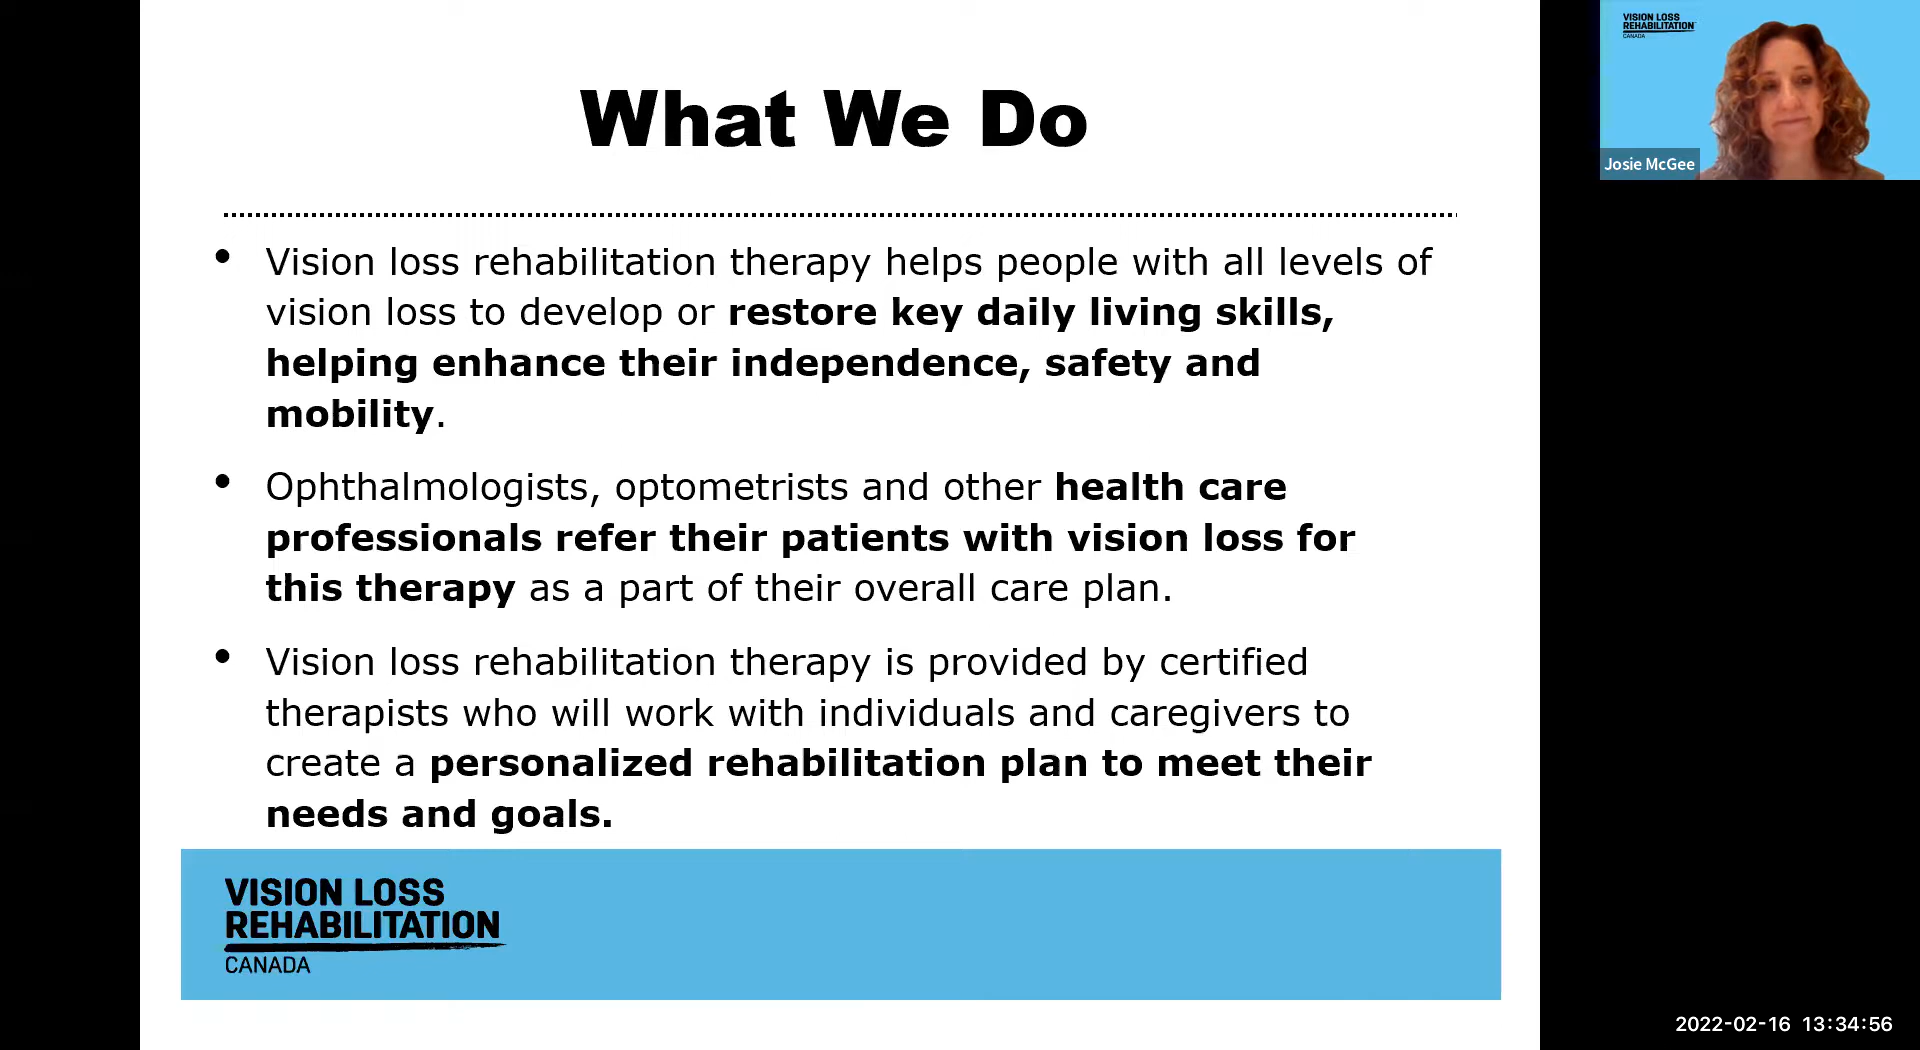 What We Do
• Vision loss rehabilitation therapy helps people with all levels of
vision loss to develop or restore key daily living skills,
helping enhance their independence, safety and
mobility.
• Ophthalmologists, optometrists and other health care
professionals refer their patients with vision loss for
this therapy as a part of their overall care plan.
• Vision loss rehabilitation therapy is provided by certified
therapists who will work with individuals and caregivers to
create a personalized rehabilitation plan to meet their
needs and goals.
VISION LOSS
REHABILITATION
CANADA
VISION LOSS
REHABILITATION
CANADA
Josie McGee
2022-02-16 13:34:56